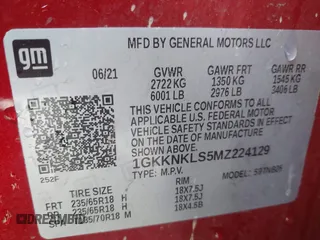 gm
MFD BY GENERAL MOTORS LLC
06/21 GVWR GAWR FRT GAWR RR
2722 KG 1350 KG 1545 KG
6001 LB 2976 LB 3406 LB
THIS VEHICLE CONFORMS TO ALL
APPLICABLE U.S. FEDERAL MOTOR
VEHICLE SAFETY STANDARDS
IN EFFECT ON THE DATE OF
MANUFACTURE SHOWN ABOVE.
1GKKNKLS5MZ224129
252F TYPE: M.P.V. MODEL:
TIRE SIZE RIM
FRT 235/65R18 H 18X7.5J
RR 235/65R18 H 18X7.5J
SPA 70R18 M 18X4.5B